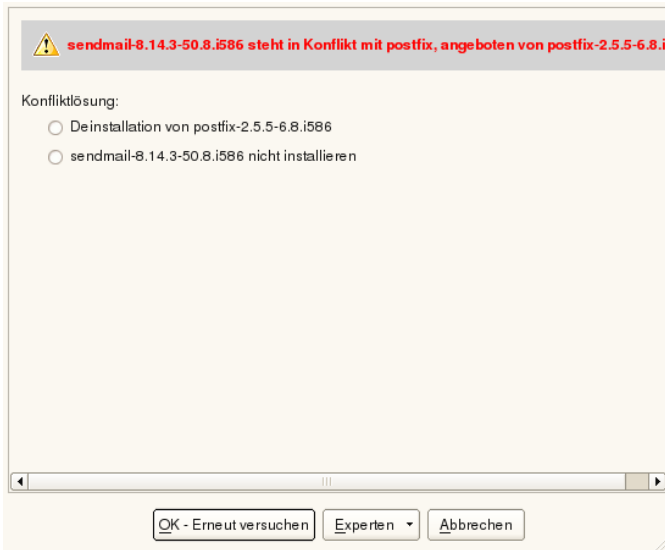 sendmail-8.14.3-50.8.i586 steht in Konflikt mit postfix, angeboten von postfix-2.5.5-6.8.i
Konfliktlösung:
Deinstallation von postfix-2.5.5-6.8.i586
sendmail-8.14.3-50.8.i586 nicht installieren
OK - Erneut versuchen Experten Abbrechen